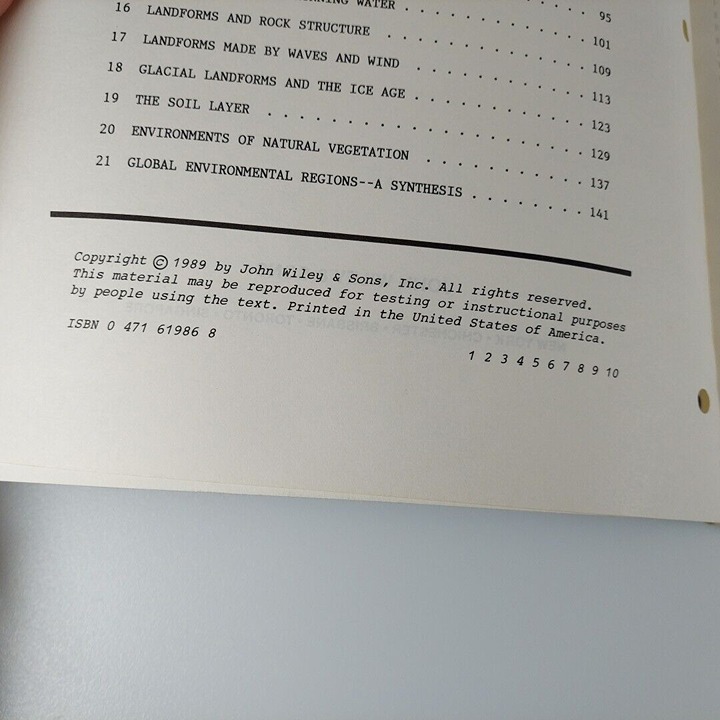 . . . 95
WATER . . . . . . . . . . . 101
16 LANDFORMS AND ROCK STRUCTURE . . . . . . . . . . . . 109
17 LANDFORMS MADE BY WAVES AND WIND . . . . . . . . . . . 113
18 GLACIAL LANDFORMS AND THE ICE AGE . . . . . . . . . . . 123
19 THE SOIL LAYER . . . . . . . . . . . . . . . . . . . . 129
20 ENVIRONMENTS OF NATURAL VEGETATION . . . . . . . . . . 137
21 GLOBAL ENVIRONMENTAL REGIONS--A SYNTHESIS . . . . . . . . 141
Copyright © 1989 by John Wiley & Sons, Inc. All rights reserved.
This material may be reproduced for testing or instructional purposes
by people using the text. Printed in the United States of America.
ISBN 0 471 61986 8
1 2 3 4 5 6 7 8 9 10